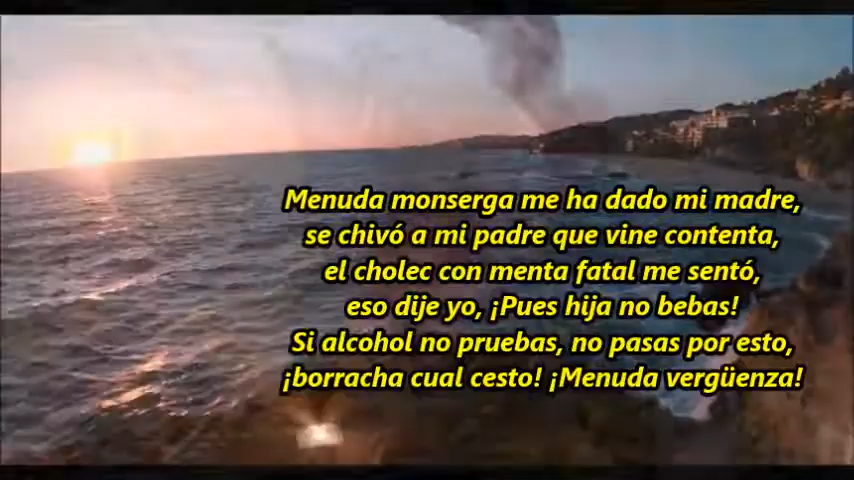 Menuda monserga me ha dado mi madre,
se chivó a mi padre que vine contenta,
el cholec con menta fatal me sentó,
eso dije yo, ¡Pues hija no bebas!
Si alcohol no pruebas, no pasas por esto,
¡borracha cual cesto! ¡Menuda vergüenza!